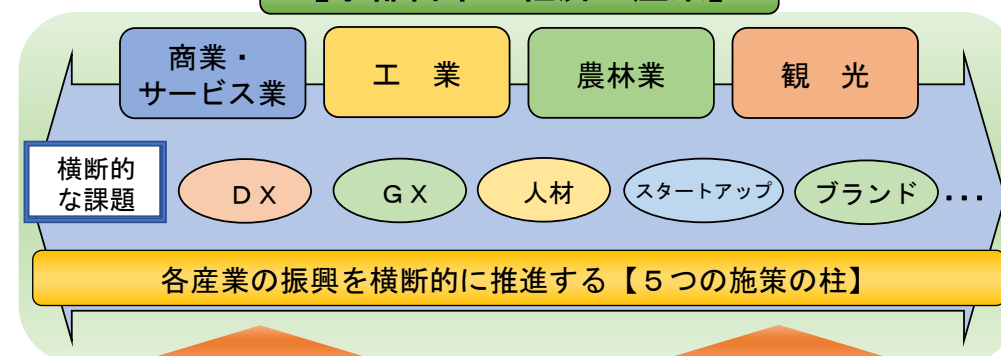 商業・
サービス業
工 業
農林業
観 光
横断的
な課題
ＤＸ
ＧＸ
人材
スタートアップ
ブランド
・・・
各産業の振興を横断的に推進する【５つの施策の柱】